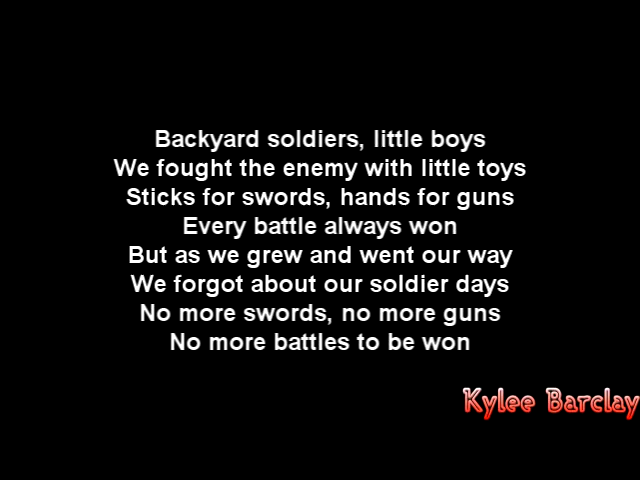 Backyard soldiers, little boys
We fought the enemy with little toys
Sticks for swords, hands for guns
Every battle always won
But as we grew and went our way
We forgot about our soldier days
No more swords, no more guns
No more battles to be won
Kylee Barclay